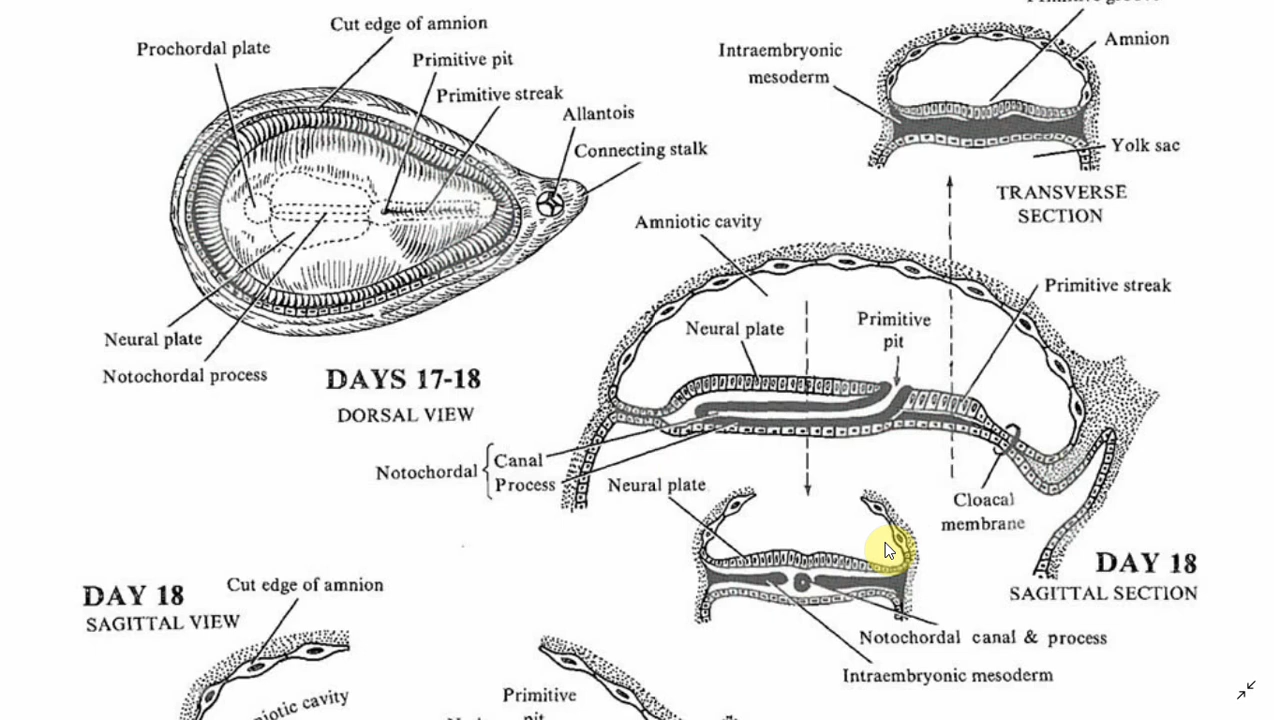 Cut edge of amnion
Prochordal plate
Primitive pit
Primitive streak
Allantois
Connecting stalk
Neural plate
Notochordal process
DAYS 17-18
DORSAL VIEW
Intraembryonic
mesoderm
Amnion
Yolk sac
TRANSVERSE
SECTION
Amniotic cavity
Primitive streak
Neural plate
Primitive
pit
Notochordal
Canal
Process
Neural plate
Cloacal
membrane
DAY 18
SAGITTAL SECTION
Notochordal canal & process
Intraembryonic mesoderm
DAY 18
SAGITTAL VIEW
Cut edge of amnion
cavity
Primitive
pit